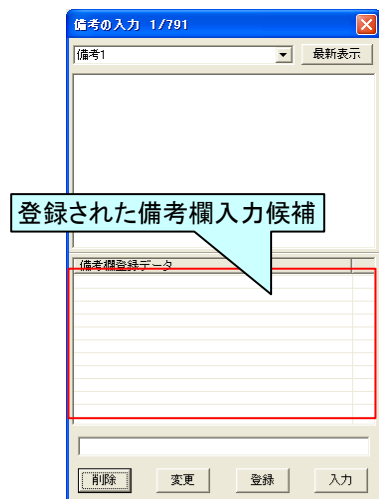 備考の入力 1/791
備考1
最新表示
登録された備考欄入力候補
備考欄登録データ
削除
変更
登録
入力